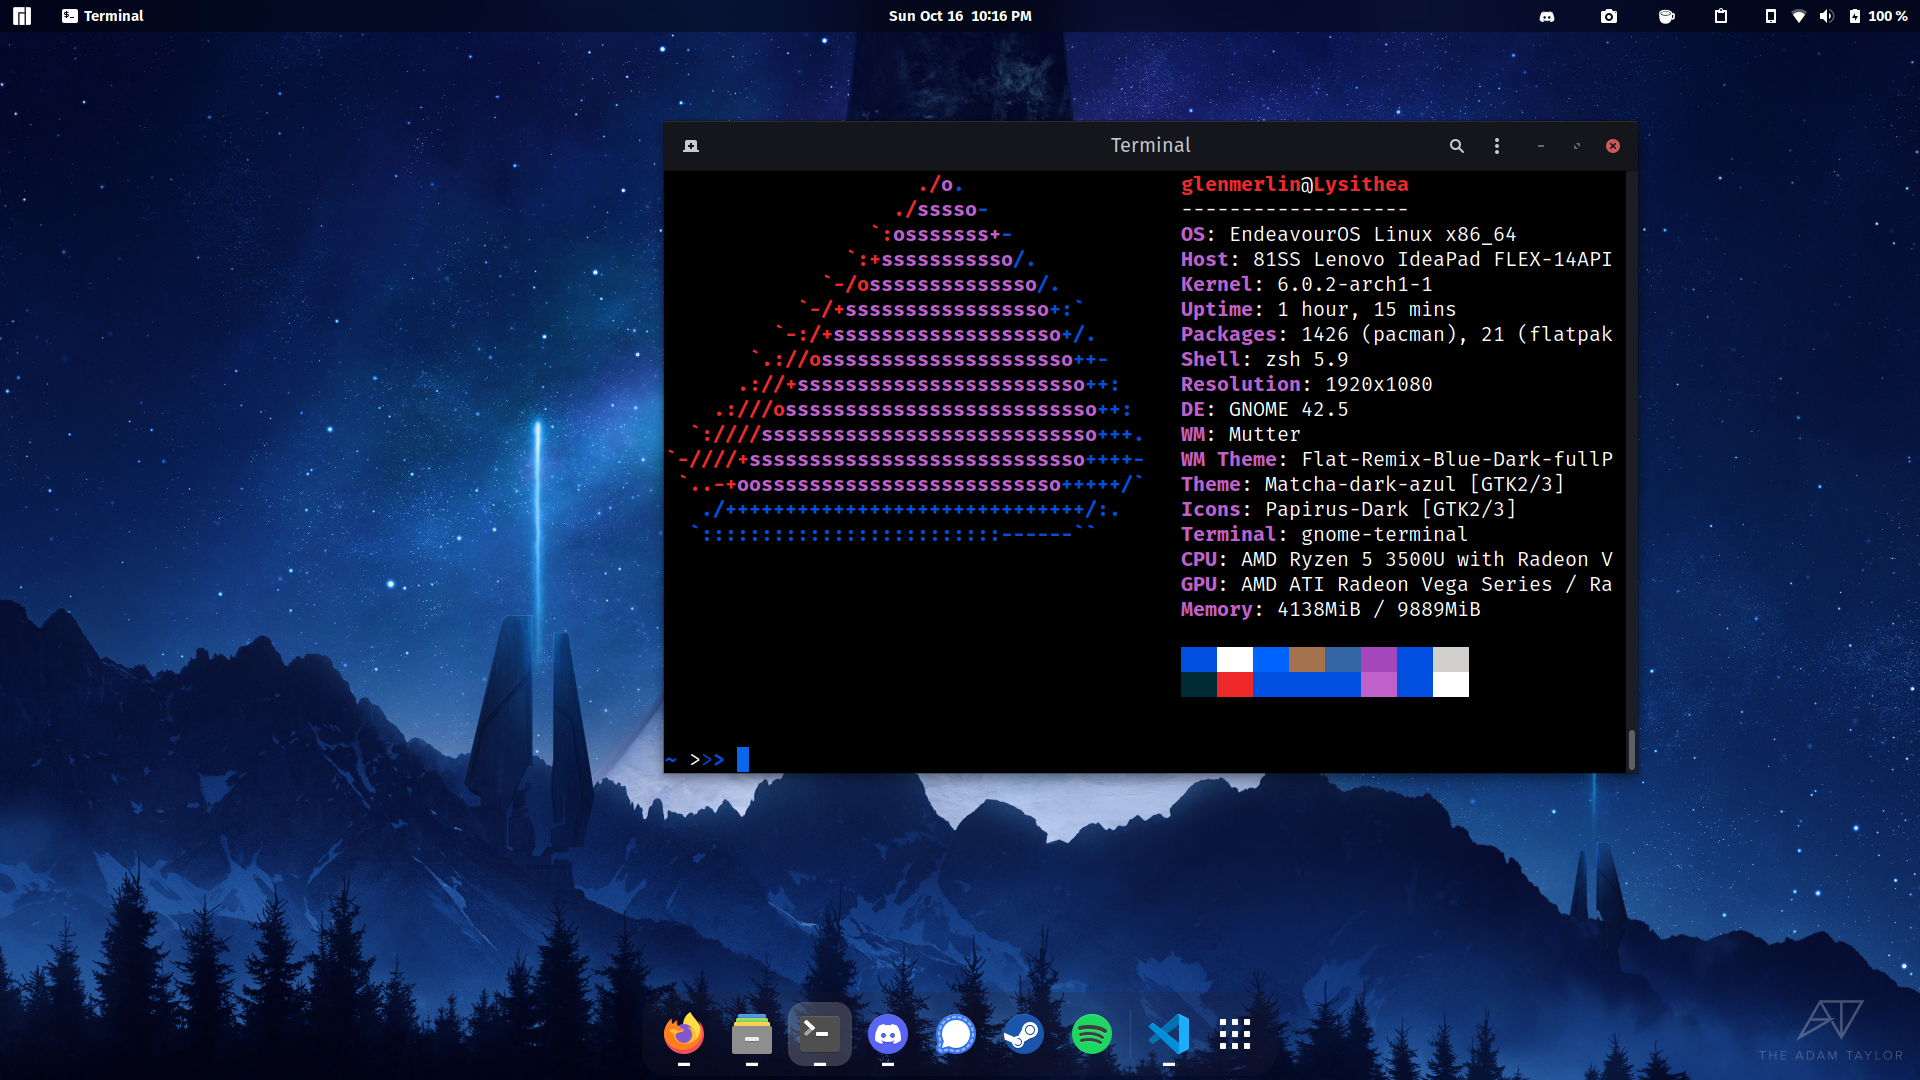 Terminal
Sun Oct 16 10:16 PM
100 %
Terminal
./o.
./sssso-
`:osssssss+-
`:+sssssssssso/.
`-/ossssssssssssso/.
`-/+sssssssssssssssso+:`
`-:/+sssssssssssssssssso+/.
`.://osssssssssssssssssssso++-
.://+ssssssssssssssssssssssso++:
.:///ossssssssssssssssssssssssso++:
`:////ssssssssssssssssssssssssssso+++.
`-////+ssssssssssssssssssssssssssso++++-
`..-+oosssssssssssssssssssssssso+++++/`
./++++++++++++++++++++++++++++++/:.
`:::::::::::::::::::::::::------``
glenmerlin@Lysithea
-------------------
OS: EndeavourOS Linux x86_64
Host: 81SS Lenovo IdeaPad FLEX-14API
Kernel: 6.0.2-arch1-1
Uptime: 1 hour, 15 mins
Packages: 1426 (pacman), 21 (flatpak
Shell: zsh 5.9
Resolution: 1920x1080
DE: GNOME 42.5
WM: Mutter
WM Theme: Flat-Remix-Blue-Dark-fullP
Theme: Matcha-dark-azul [GTK2/3]
Icons: Papirus-Dark [GTK2/3]
Terminal: gnome-terminal
CPU: AMD Ryzen 5 3500U with Radeon V
GPU: AMD ATI Radeon Vega Series / Ra
Memory: 4138MiB / 9889MiB
~ >>>
THE ADAM TAYLOR